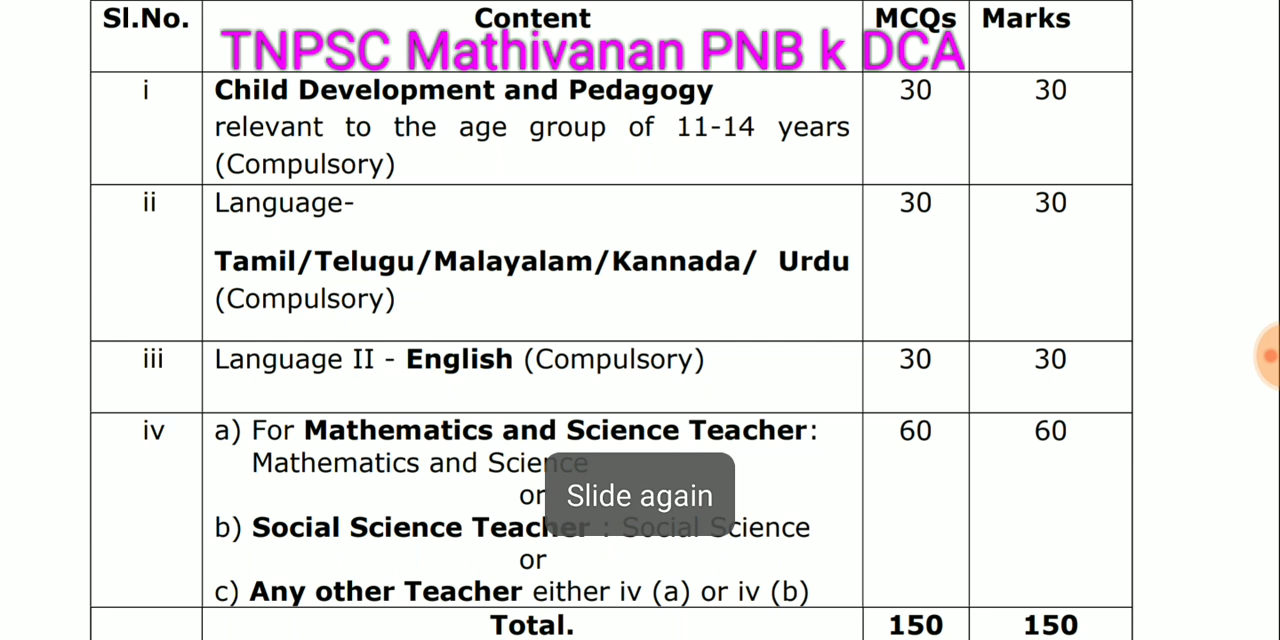 Sl.No. Content MCQs Marks
TNPSC Mathivanan PNB k DCA
i Child Development and Pedagogy 30 30
relevant to the age group of 11-14 years
(Compulsory)
ii Language- 30 30
Tamil/Telugu/Malayalam/Kannada/ Urdu
(Compulsory)
iii Language II - English (Compulsory) 30 30
iv a) For Mathematics and Science Teacher: 60 60
Mathematics and Science
or
Slide again
b) Social Science Teacher : Social Science
or
c) Any other Teacher either iv (a) or iv (b)
Total. 150 150